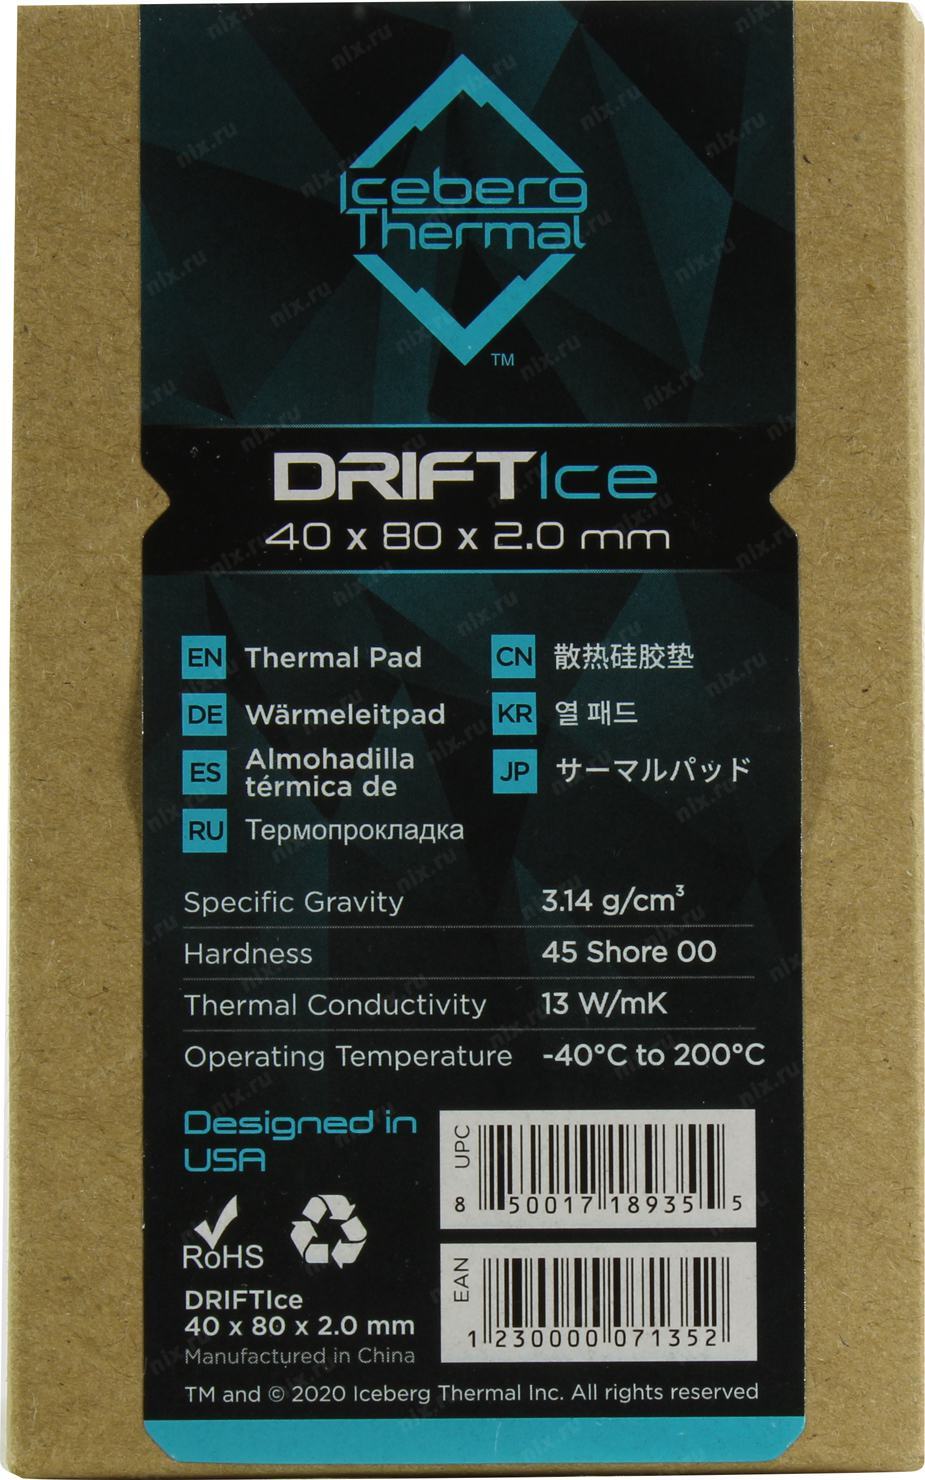 Iceberg
Thermal
TM
DRIFTIce
40 x 80 x 2.0 mm
EN Thermal Pad
DE Wärmeleitpad
ES Almohadilla
térmica de
RU Термопрокладка
CN 散热硅胶垫
KR 열 패드
JP サーマルパッド
Specific Gravity 3.14 g/cm³
Hardness 45 Shore 00
Thermal Conductivity 13 W/mK
Operating Temperature -40°C to 200°C
Designed in
USA
UPC
8 50017 18935 5
RoHS
EAN
1 230000 071352
DRIFTIce
40 x 80 x 2.0 mm
Manufactured in China
TM and © 2020 Iceberg Thermal Inc. All rights reserved
nix.ru